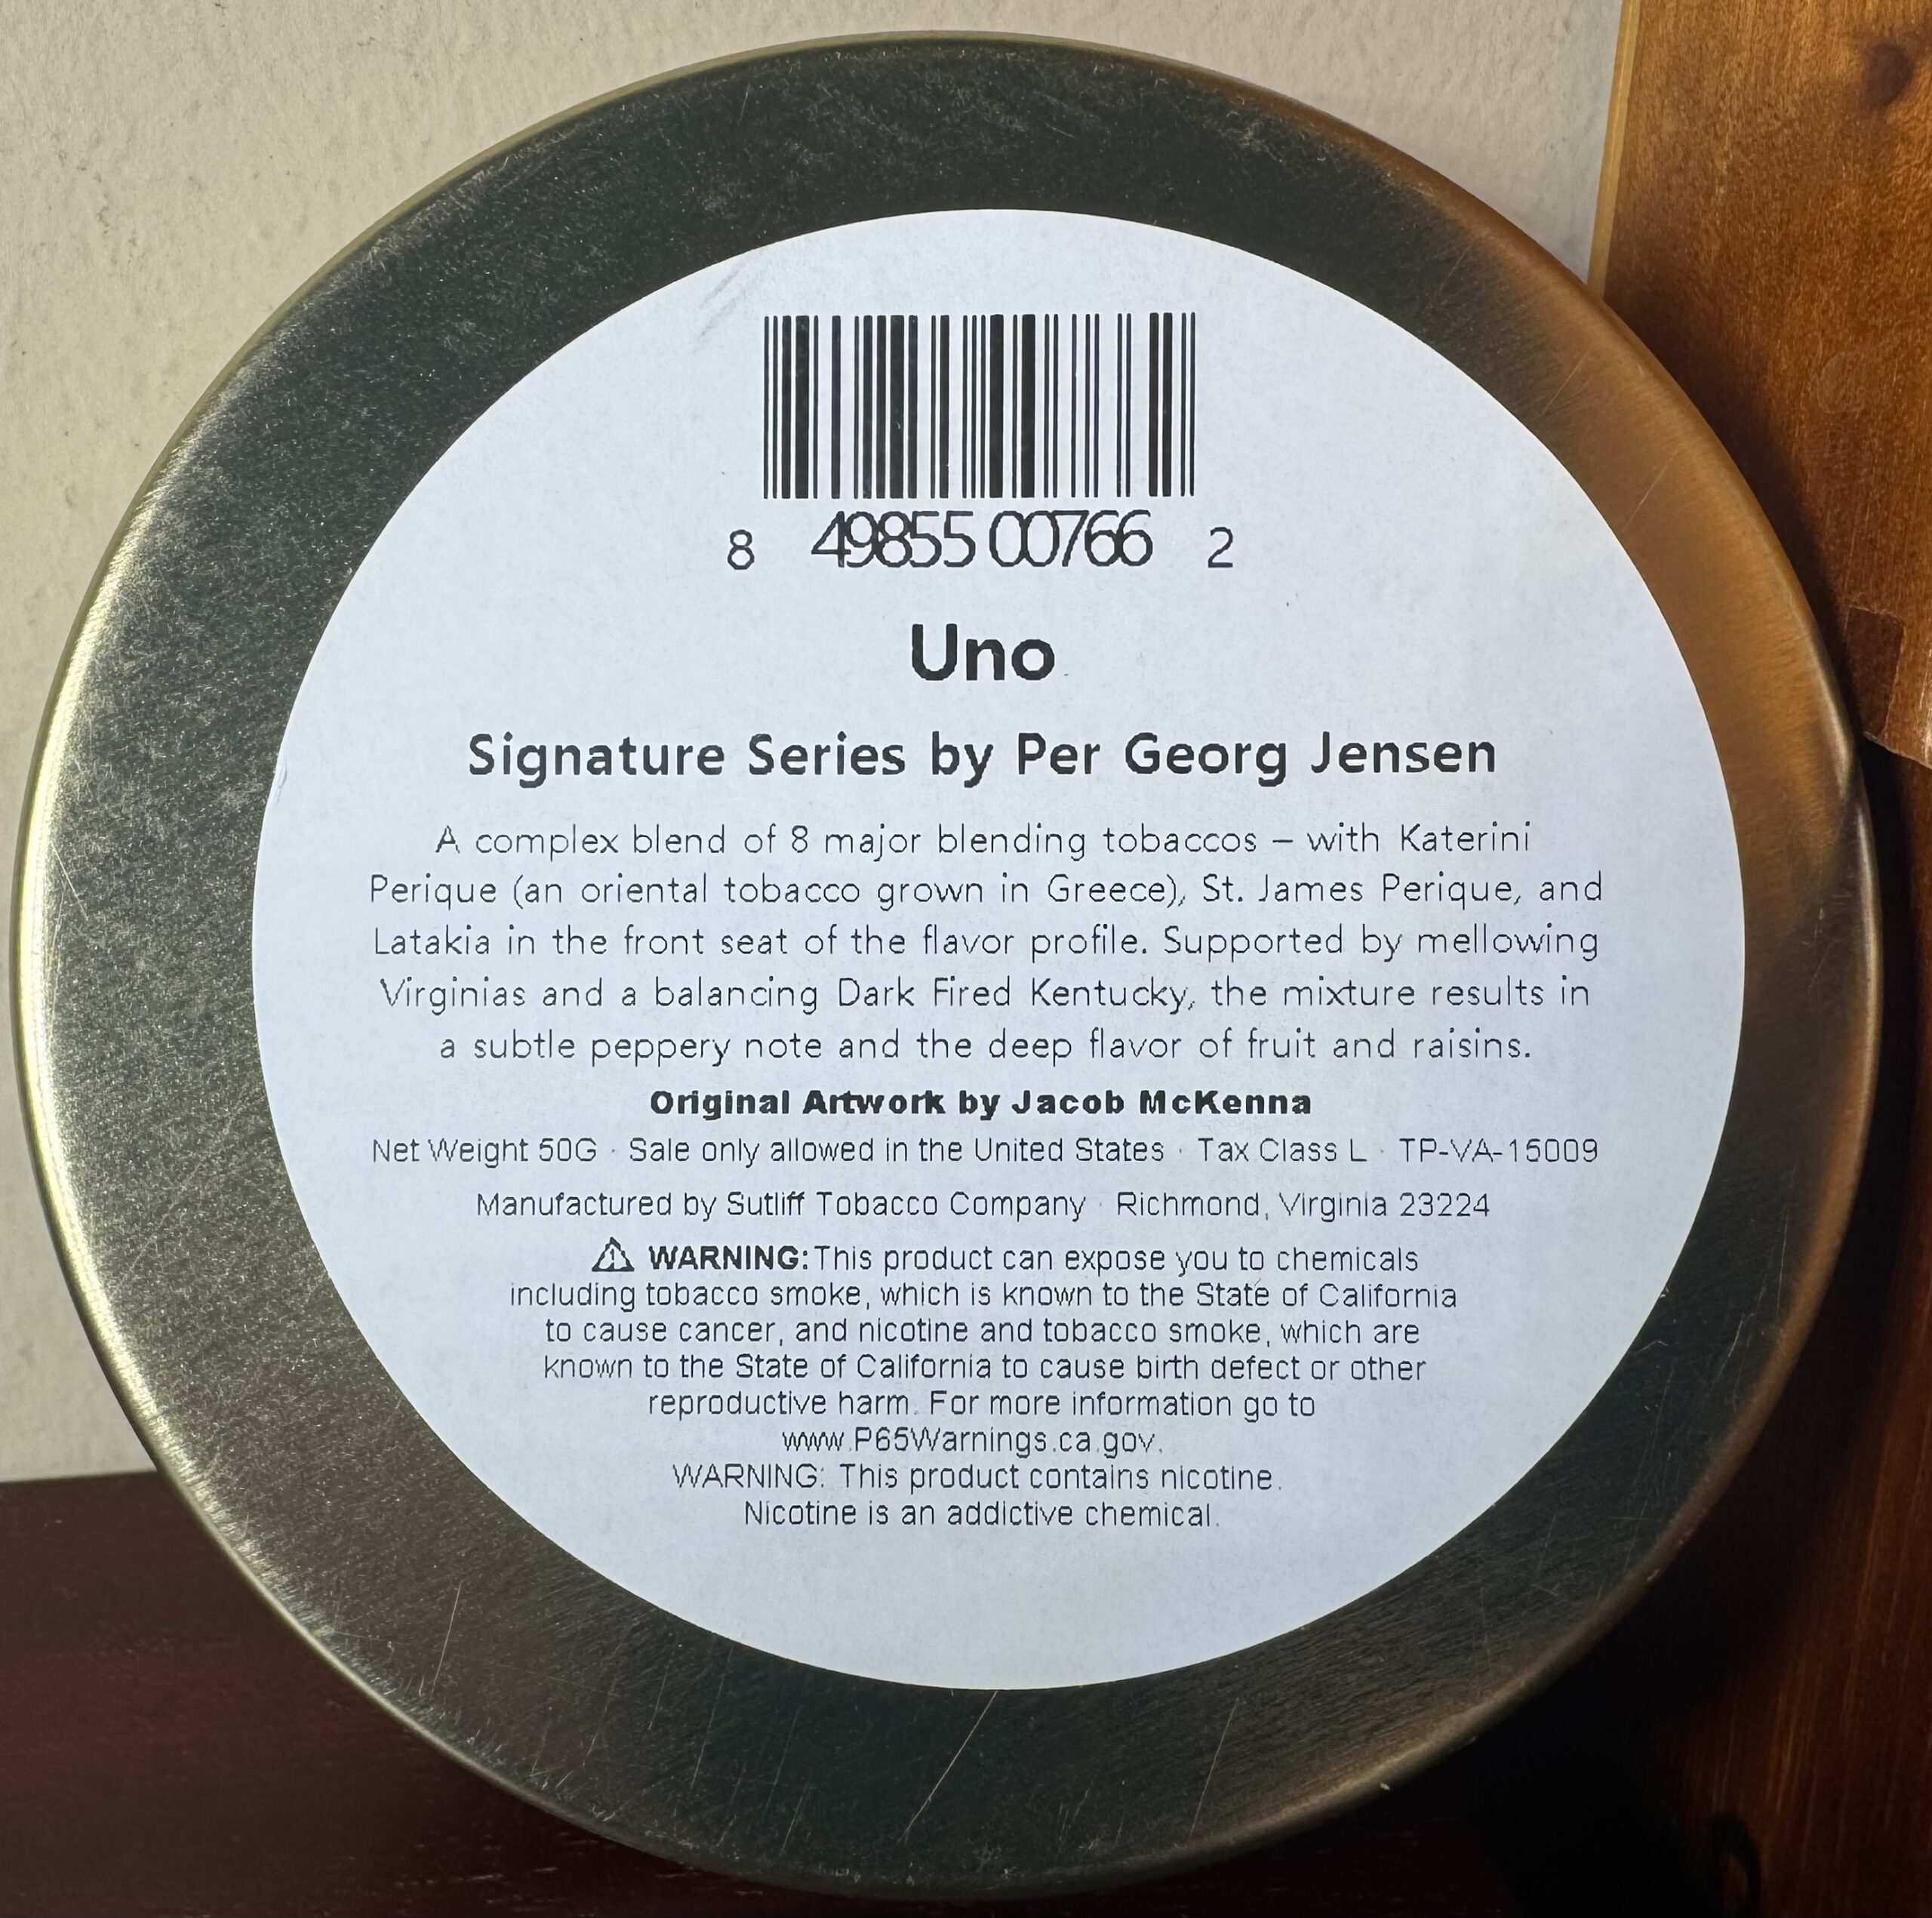 8 49855 00766 2
Uno
Signature Series by Per Georg Jensen
A complex blend of 8 major blending tobaccos – with Katerini
Perique (an oriental tobacco grown in Greece), St. James Perique, and
Latakia in the front seat of the flavor profile. Supported by mellowing
Virginias and a balancing Dark Fired Kentucky, the mixture results in
a subtle peppery note and the deep flavor of fruit and raisins.
Original Artwork by Jacob McKenna
Net Weight 50G · Sale only allowed in the United States · Tax Class L · TP-VA-15009
Manufactured by Sutliff Tobacco Company · Richmond, Virginia 23224
⚠ WARNING: This product can expose you to chemicals
including tobacco smoke, which is known to the State of California
to cause cancer, and nicotine and tobacco smoke, which are
known to the State of California to cause birth defect or other
reproductive harm. For more information go to
www.P65Warnings.ca.gov.
WARNING: This product contains nicotine.
Nicotine is an addictive chemical.